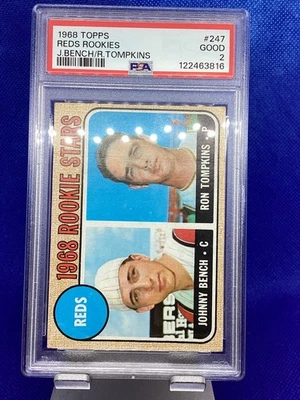 1968 TOPPS #247
REDS ROOKIES GOOD
J.BENCH/R.TOMPKINS 2
PSA 122463816
1968 ROOKIE STARS
REDS
RON TOMPKINS • P
JOHNNY BENCH • C